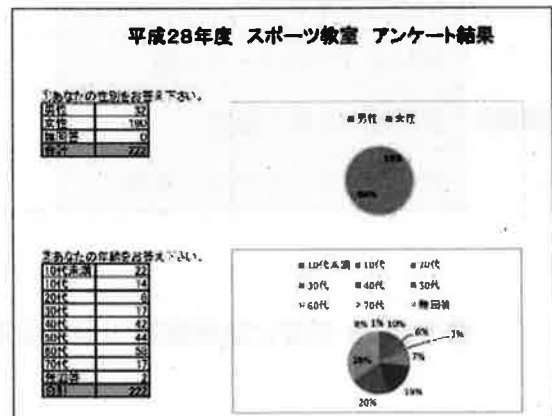 平成28年度 スポーツ教室 アンケート結果
①あなたの性別をお答え下さい。
男性 32
女性 190
無回答 0
合計 222
■男性 ■女性
②あなたの年齢をお答え下さい。
10代未満 22
10代 14
20代 6
30代 17
40代 42
50代 44
60代 58
70代 17
無回答 2
合計 222
■10代未満 ■10代 ■20代
■30代 ■40代 ■50代
60代 70代 無回答
8% 1% 10%
6%
3%
7%
19%
20%